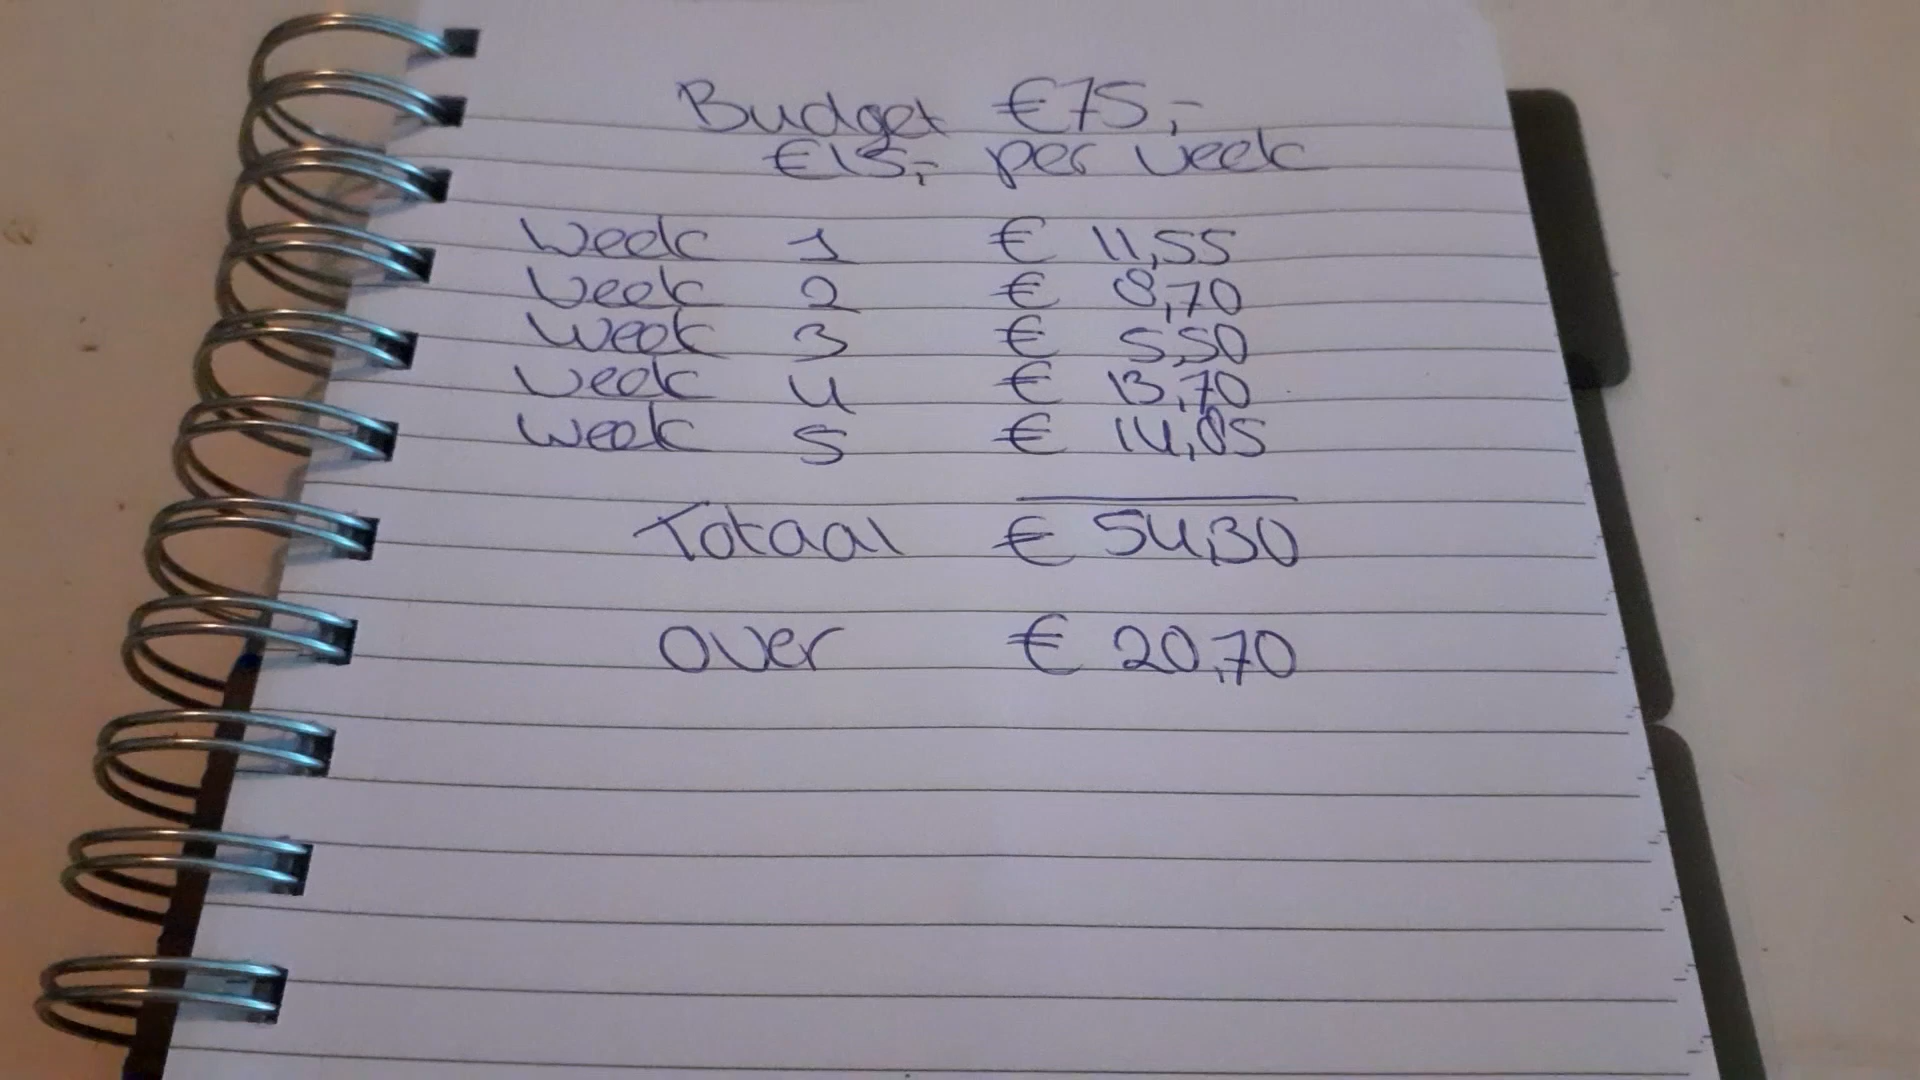 Budget €75,-
€15,- per week
Week 1 € 11,55
Week 2 € 8,70
Week 3 € 5,50
Week 4 € 13,70
Week 5 € 14,85
Totaal € 54,30
Over € 20,70